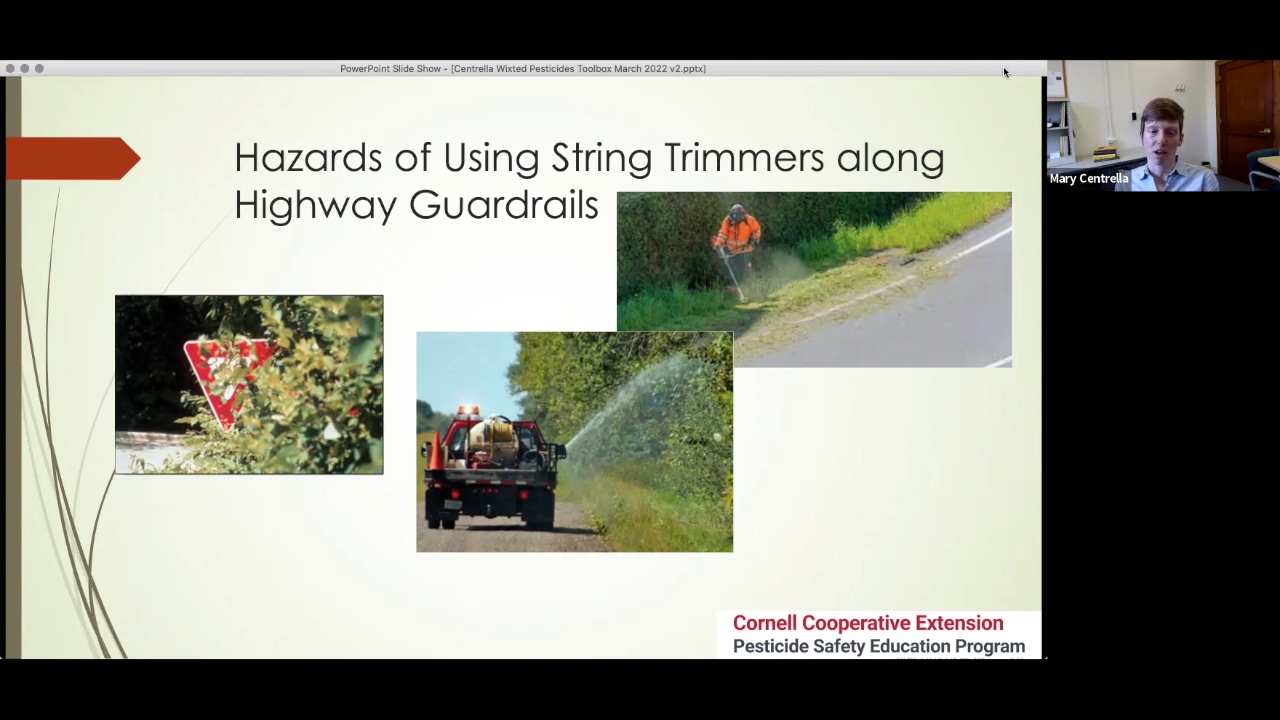 PowerPoint Slide Show - [Centrella Wixted Pesticides Toolbox March 2022 v2.pptx]
Hazards of Using String Trimmers along
Highway Guardrails
Mary Centrella
Cornell Cooperative Extension
Pesticide Safety Education Program